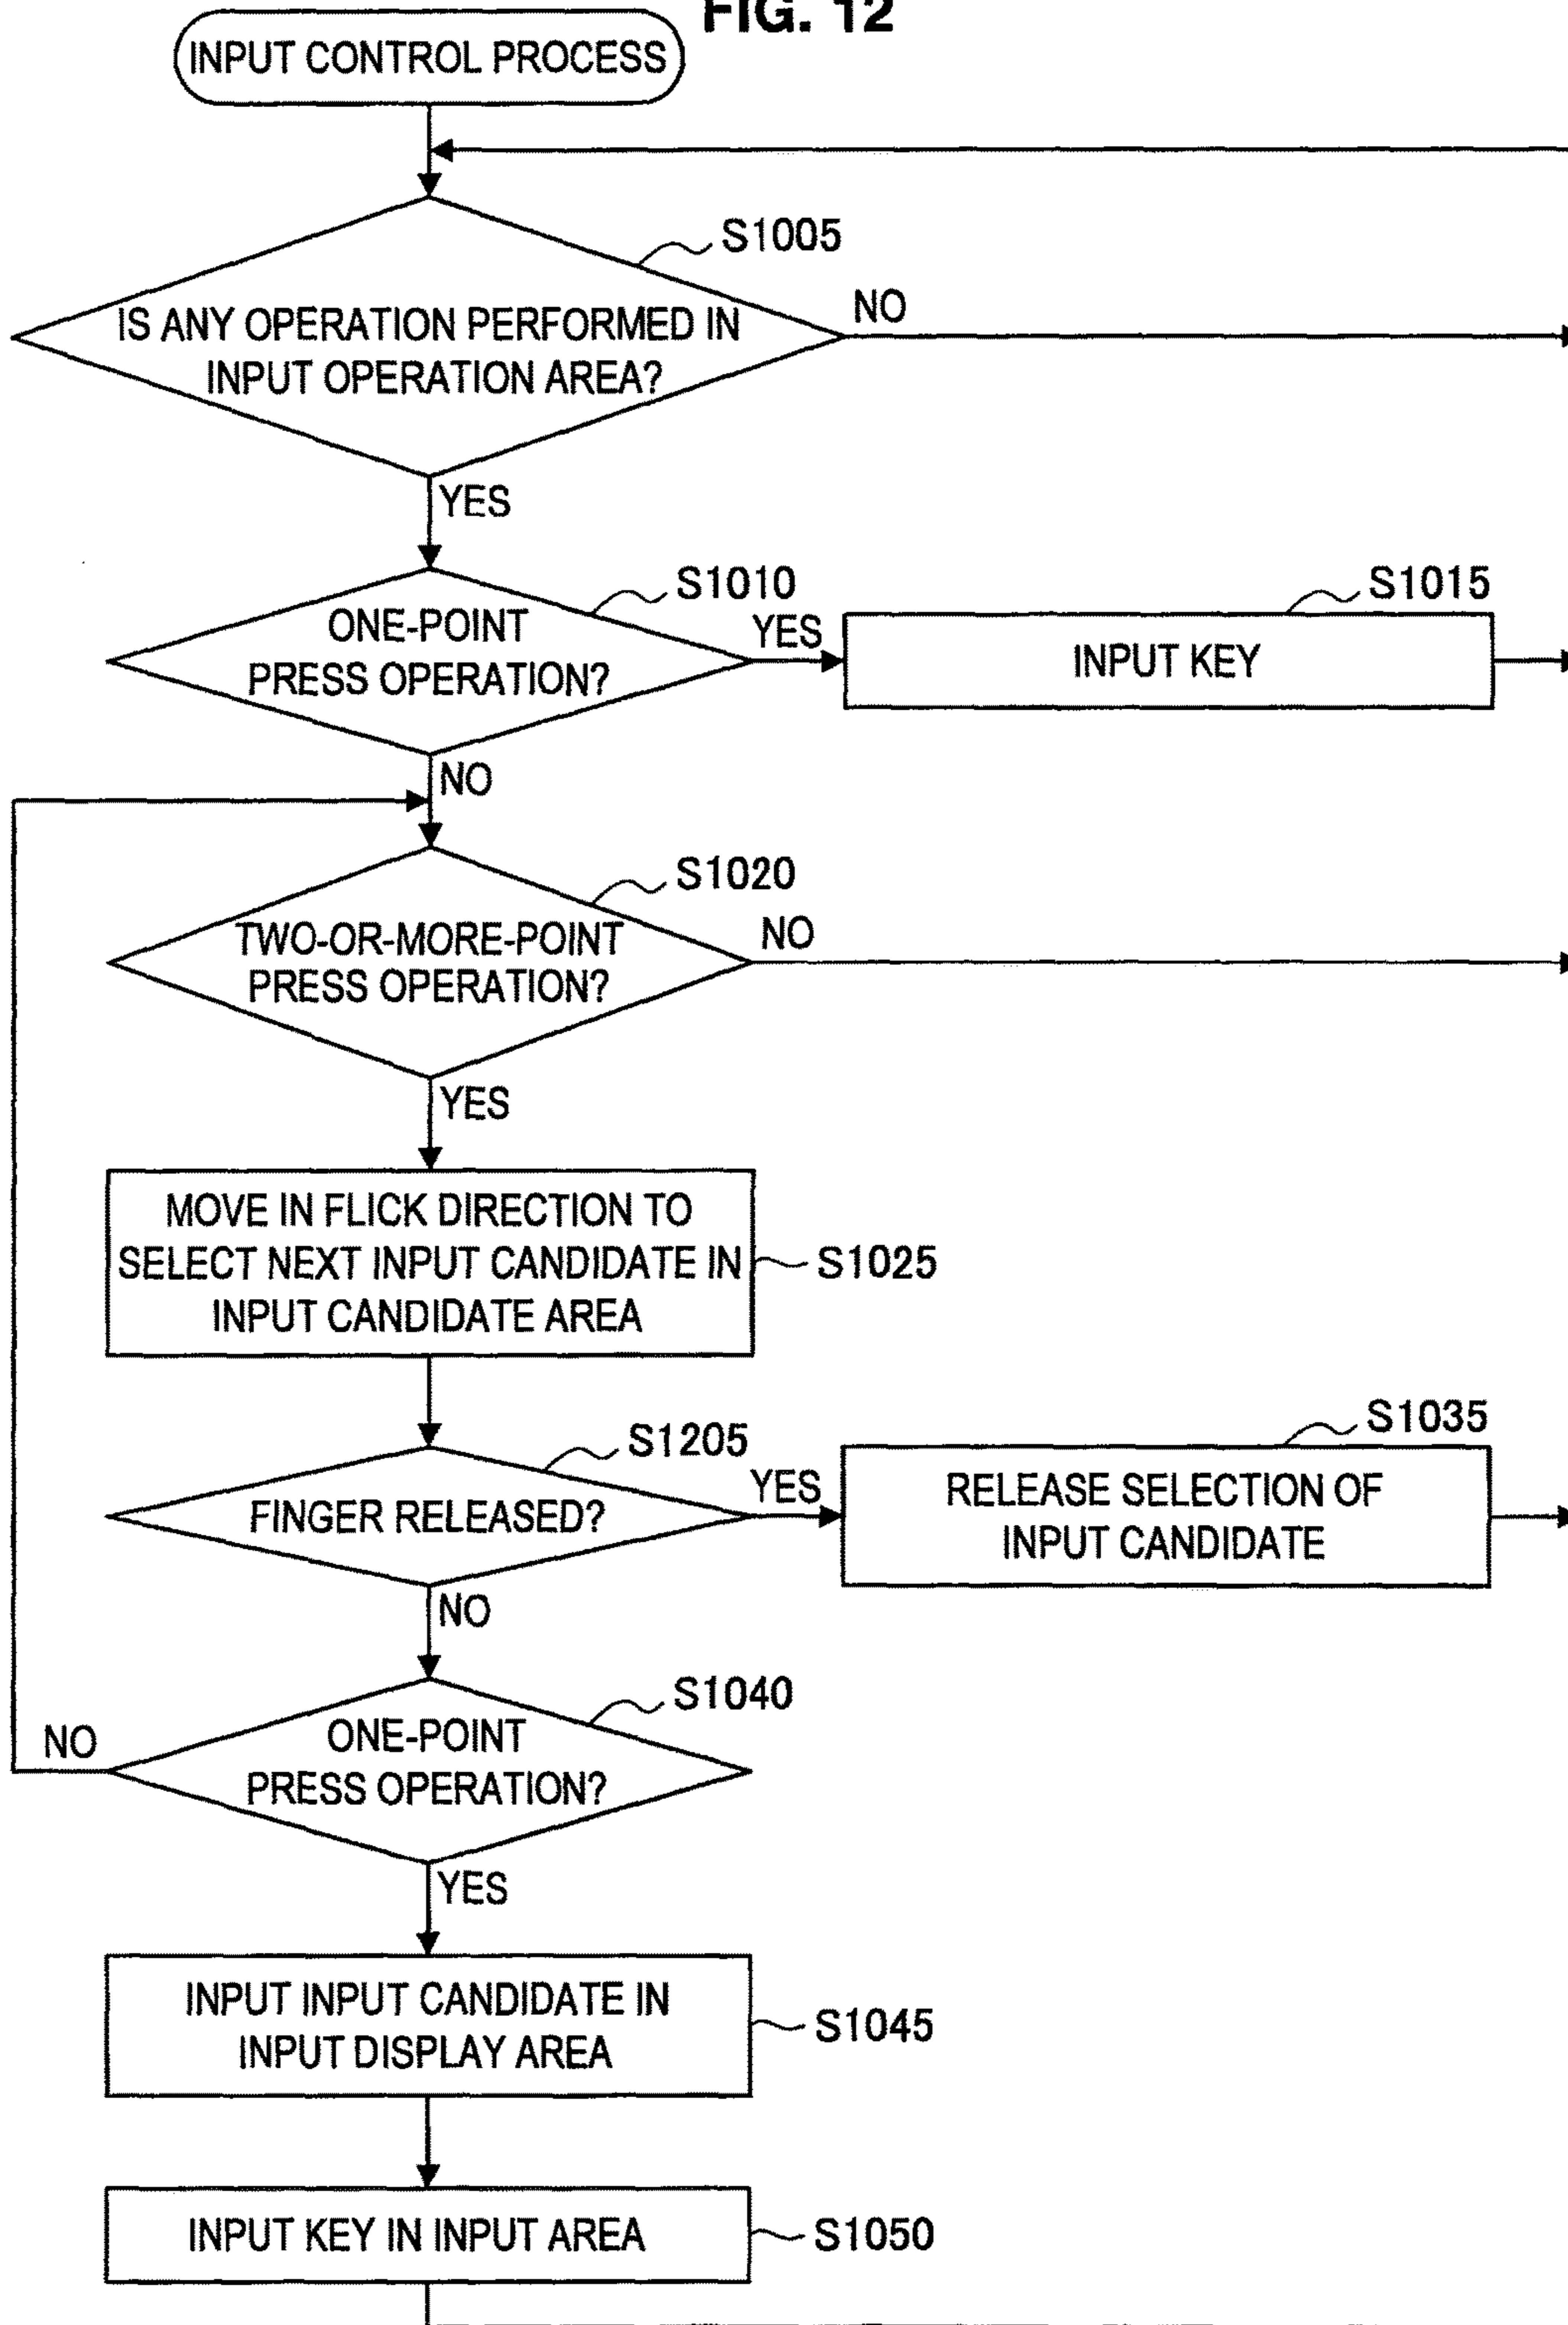 FIG. 12
INPUT CONTROL PROCESS
S1005
IS ANY OPERATION PERFORMED IN
INPUT OPERATION AREA?
NO
YES
S1010
ONE-POINT
PRESS OPERATION?
YES
S1015
INPUT KEY
NO
S1020
TWO-OR-MORE-POINT
PRESS OPERATION?
NO
YES
MOVE IN FLICK DIRECTION TO
SELECT NEXT INPUT CANDIDATE IN
INPUT CANDIDATE AREA
S1025
S1205
FINGER RELEASED?
YES
S1035
RELEASE SELECTION OF
INPUT CANDIDATE
NO
S1040
ONE-POINT
PRESS OPERATION?
NO
YES
INPUT INPUT CANDIDATE IN
INPUT DISPLAY AREA
S1045
INPUT KEY IN INPUT AREA
S1050